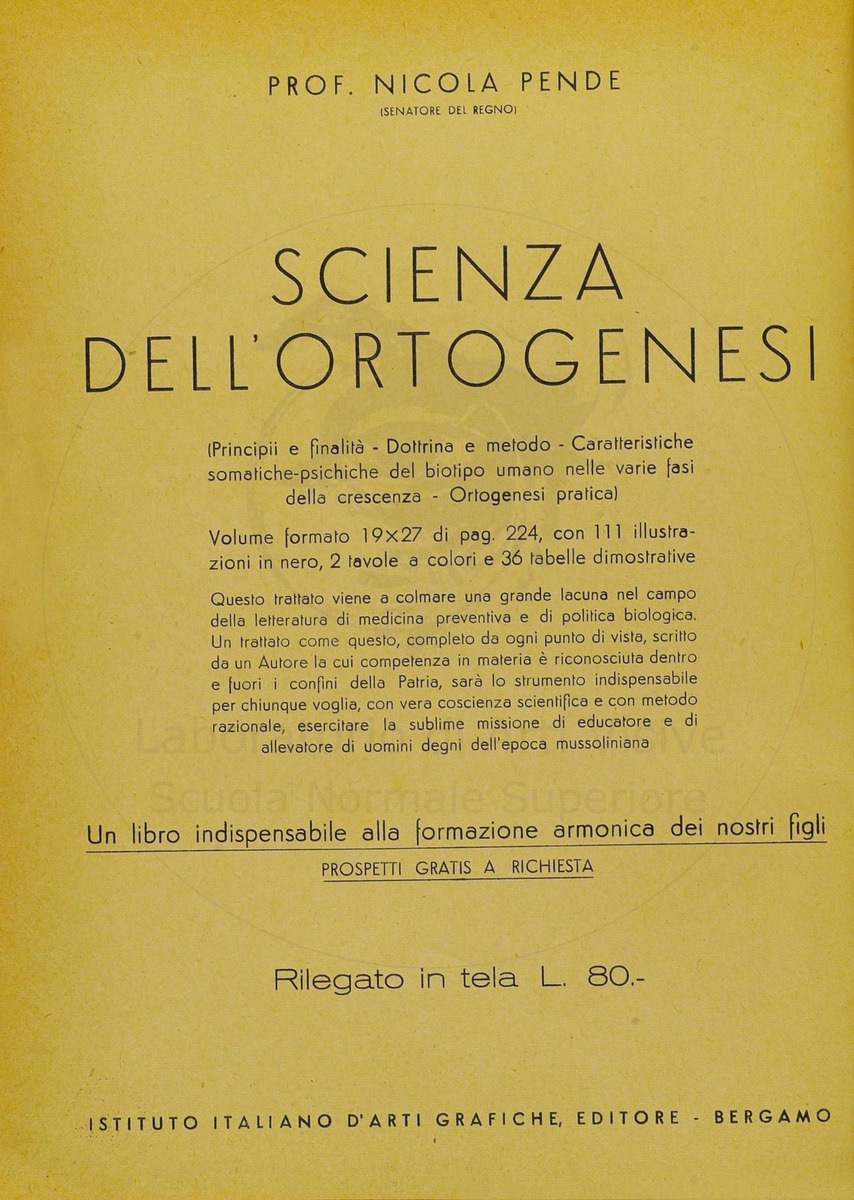 PROF. NICOLA PENDE
(SENATORE DEL REGNO)
SCIENZA
DELL'ORTOGENESI
(Principii e finalità - Dottrina e metodo - Caratteristiche
somatiche-psichiche del biotipo umano nelle varie fasi
della crescenza - Ortogenesi pratica)
Volume formato 19×27 di pag. 224, con 111 illustra-
zioni in nero, 2 tavole a colori e 36 tabelle dimostrative
Questo trattato viene a colmare una grande lacuna nel campo
della letteratura di medicina preventiva e di politica biologica.
Un trattato come questo, completo da ogni punto di vista, scritto
da un Autore la cui competenza in materia è riconosciuta dentro
e fuori i confini della Patria, sarà lo strumento indispensabile
per chiunque voglia, con vera coscienza scientifica e con metodo
razionale, esercitare la sublime missione di educatore e di
allevatore di uomini degni dell'epoca mussoliniana
Scuola Normale Superiore
Un libro indispensabile alla formazione armonica dei nostri figli
PROSPETTI GRATIS A RICHIESTA
Rilegato in tela L. 80.-
ISTITUTO ITALIANO D'ARTI GRAFICHE, EDITORE - BERGAMO